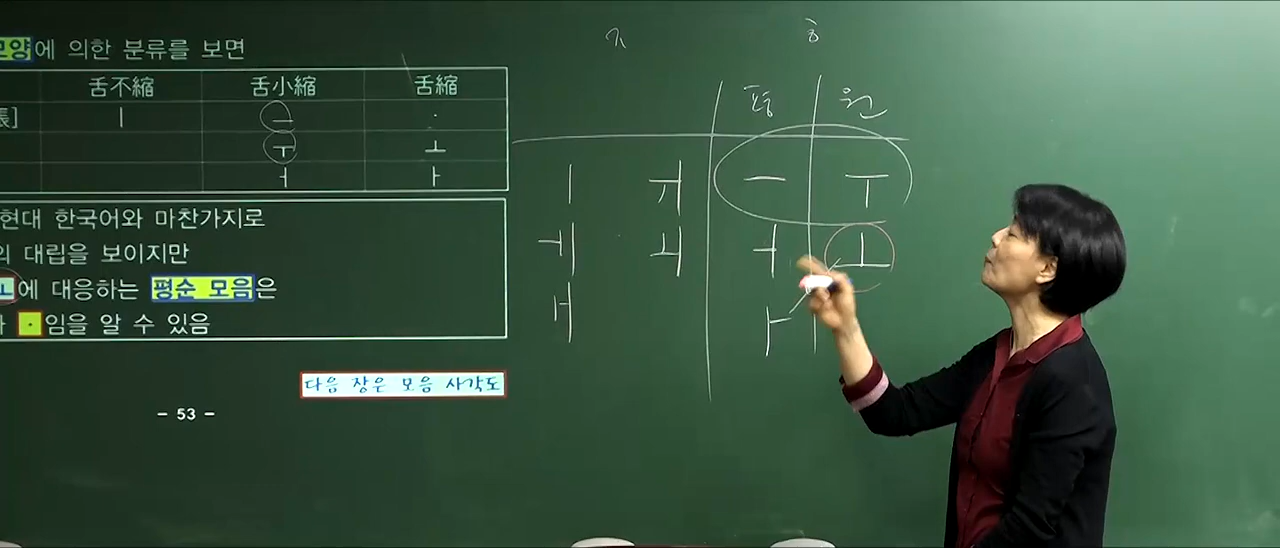 모양에 의한 분류를 보면
舌不縮 舌小縮 舌縮
長] ㅣ ㅡ ·
ㅜ ㅗ
ㅓ ㅏ
현대 한국어와 마찬가지로
의 대립을 보이지만
ㅗ에 대응하는 평순 모음은
ㆍ임을 알 수 있음
다음 장은 모음 사각도
- 53 -
ㅈ ㅎ
평 원
ㅣ ㅟ ㅡ ㅜ
ㅔ ㅚ ㅓ ㅗ
ㅐ ㅏ